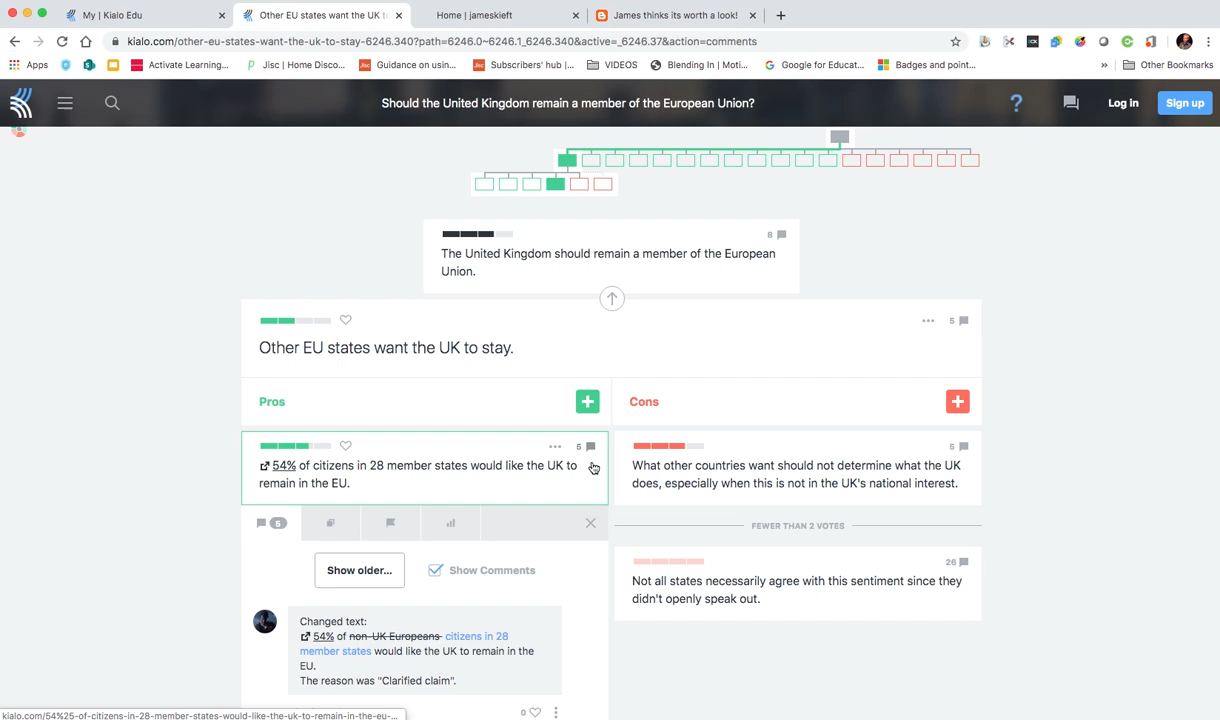 My | Kialo Edu
Other EU states want the UK to
Home | jameskieft
James thinks its worth a look!
kialo.com/other-eu-states-want-the-uk-to-stay-6246.340?path=6246.0~6246.1_6246.340&active=_6246.37&action=comments
Apps
Activate Learning...
Jisc | Home Disco...
Guidance on usin...
Subscribers' hub |...
VIDEOS
Blending In | Moti...
Google for Educat...
Badges and point...
»
Other Bookmarks
Should the United Kingdom remain a member of the European Union?
?
Log in
Sign up
8
The United Kingdom should remain a member of the European
Union.
5
Other EU states want the UK to stay.
Pros
Cons
5
54% of citizens in 28 member states would like the UK to
remain in the EU.
5
What other countries want should not determine what the UK
does, especially when this is not in the UK's national interest.
5
FEWER THAN 2 VOTES
Show older...
Show Comments
26
Not all states necessarily agree with this sentiment since they
didn't openly speak out.
Changed text:
54% of non-UK Europeans citizens in 28
member states would like the UK to remain in the
EU.
The reason was "Clarified claim".
0
kialo.com/54%25-of-citizens-in-28-member-states-would-like-the-uk-to-remain-in-the-eu-...